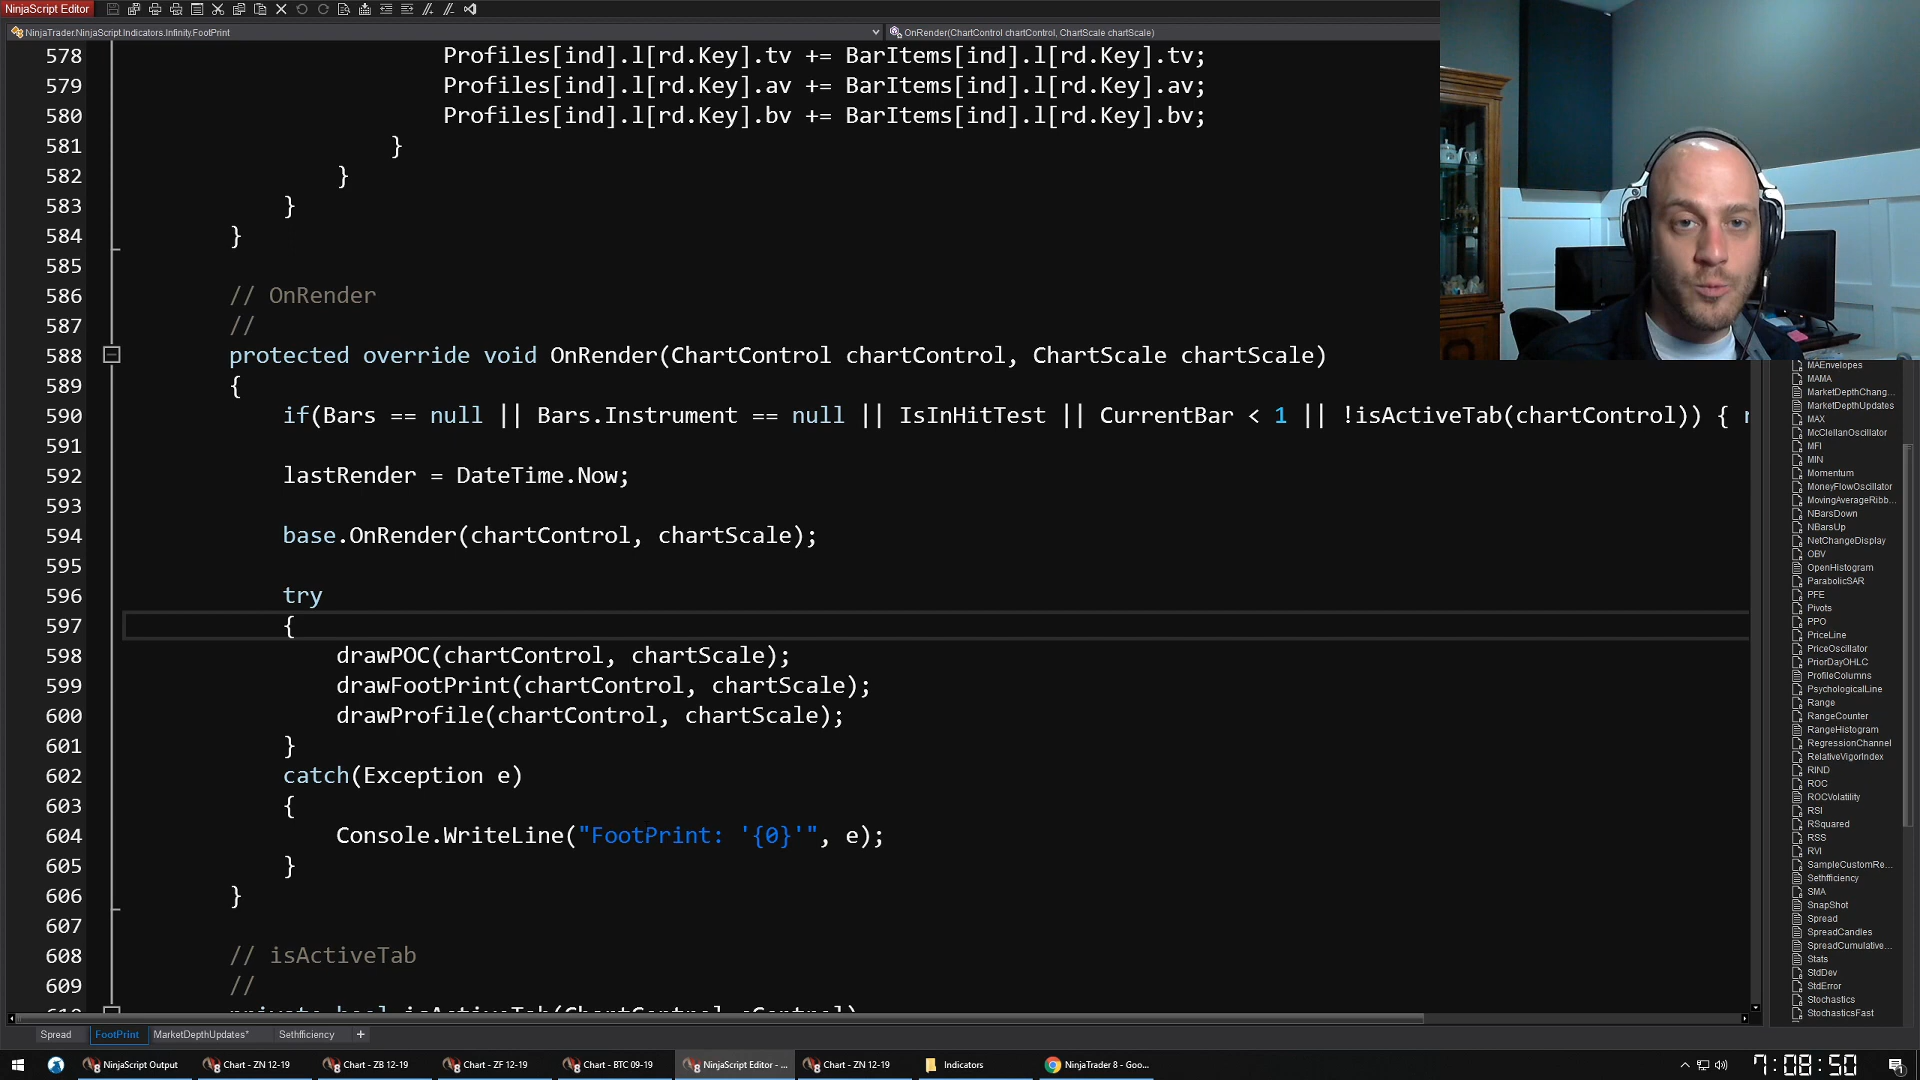 NinjaScript Editor
NinjaTrader.NinjaScript.Indicators.Infinity.FootPrint
OnRender(ChartControl chartControl, ChartScale chartScale)
578 Profiles[ind].l[rd.Key].tv += BarItems[ind].l[rd.Key].tv;
579 Profiles[ind].l[rd.Key].av += BarItems[ind].l[rd.Key].av;
580 Profiles[ind].l[rd.Key].bv += BarItems[ind].l[rd.Key].bv;
581 }
582 }
583 }
584 }
585
586 // OnRender
587 //
588 protected override void OnRender(ChartControl chartControl, ChartScale chartScale)
589 {
590 if(Bars == null || Bars.Instrument == null || IsInHitTest || CurrentBar < 1 || !isActiveTab(chartControl)) { r
591
592 lastRender = DateTime.Now;
593
594 base.OnRender(chartControl, chartScale);
595
596 try
597 {
598 drawPOC(chartControl, chartScale);
599 drawFootPrint(chartControl, chartScale);
600 drawProfile(chartControl, chartScale);
601 }
602 catch(Exception e)
603 {
604 Console.WriteLine("FootPrint: '{0}'", e);
605 }
606 }
607
608 // isActiveTab
609 //
MAEnvelopes
MAMA
MarketDepthChang...
MarketDepthUpdates
MAX
McClellanOscillator
MFI
MIN
Momentum
MoneyFlowOscillator
MovingAverageRibb...
NBarsDown
NBarsUp
NetChangeDisplay
OBV
OpenHistogram
ParabolicSAR
PFE
Pivots
PPO
PriceLine
PriceOscillator
PriorDayOHLC
ProfileColumns
PsychologicalLine
Range
RangeCounter
RangeHistogram
RegressionChannel
RelativeVigorIndex
RIND
ROC
ROCVolatility
RSI
RSquared
RSS
RVI
SampleCustomRe...
Sethfficiency
SMA
SnapShot
Spread
SpreadCandles
SpreadCumulative...
Stats
StdDev
StdError
Stochastics
StochasticsFast
Spread FootPrint MarketDepthUpdates* Sethfficiency +
NinjaScript Output Chart - ZN 12-19 Chart - ZB 12-19 Chart - ZF 12-19 Chart - BTC 09-19 NinjaScript Editor - ... Chart - ZN 12-19 Indicators NinjaTrader 8 - Goo... 7:08:50